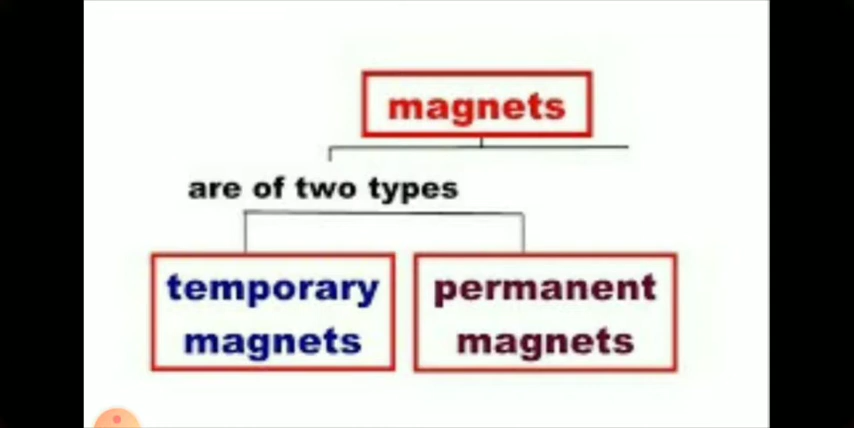 magnets
are of two types
temporary
magnets
permanent
magnets